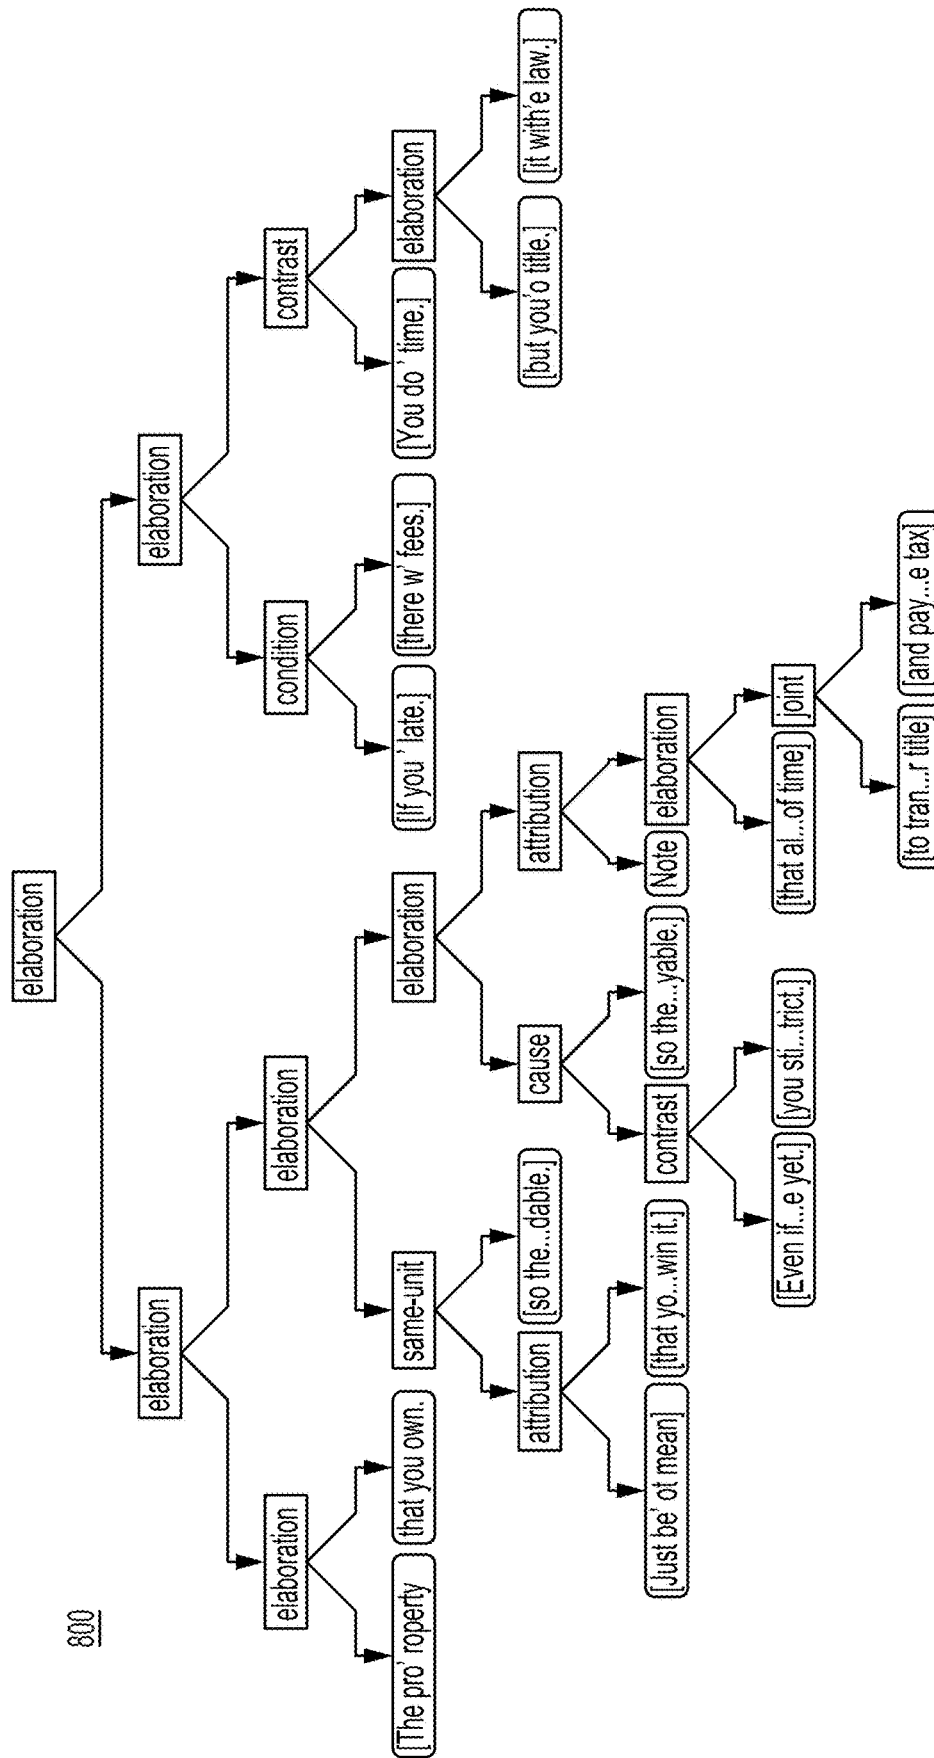 800
elaboration
elaboration
elaboration
elaboration
elaboration
condition
contrast
[The pro' roperty
that you own.
same-unit
elaboration
[If you ' late.]
[there w' fees.]
[You do ' time.]
elaboration
attribution
[so the...dable.]
cause
attribution
[but you'o title.]
[it with'e law.]
[Just be' ot mean]
[that yo...win it.]
contrast
[so the...yable.]
Note
elaboration
[Even if...e yet.]
[you sti...trict.]
[that al...of time]
joint
[to tran...r title]
[and pay...e tax]